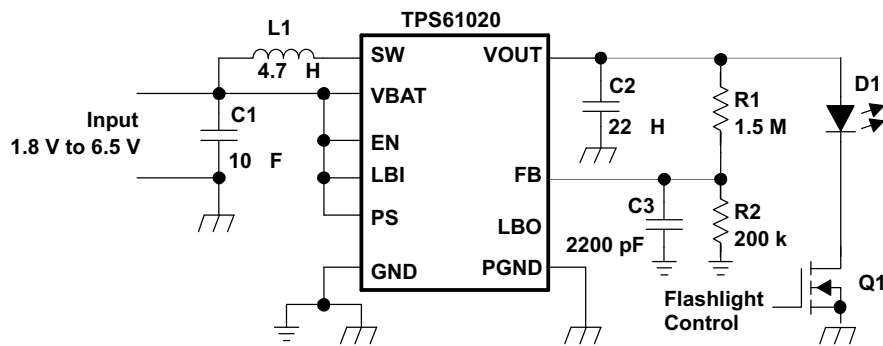 TPS61020
L1
4.7 H
SW
VOUT
VBAT
C1
Input
1.8 V to 6.5 V
10 F
EN
LBI
PS
GND
FB
LBO
PGND
C2
22 H
R1
1.5 M
D1
C3
2200 pF
R2
200 k
Flashlight
Control
Q1